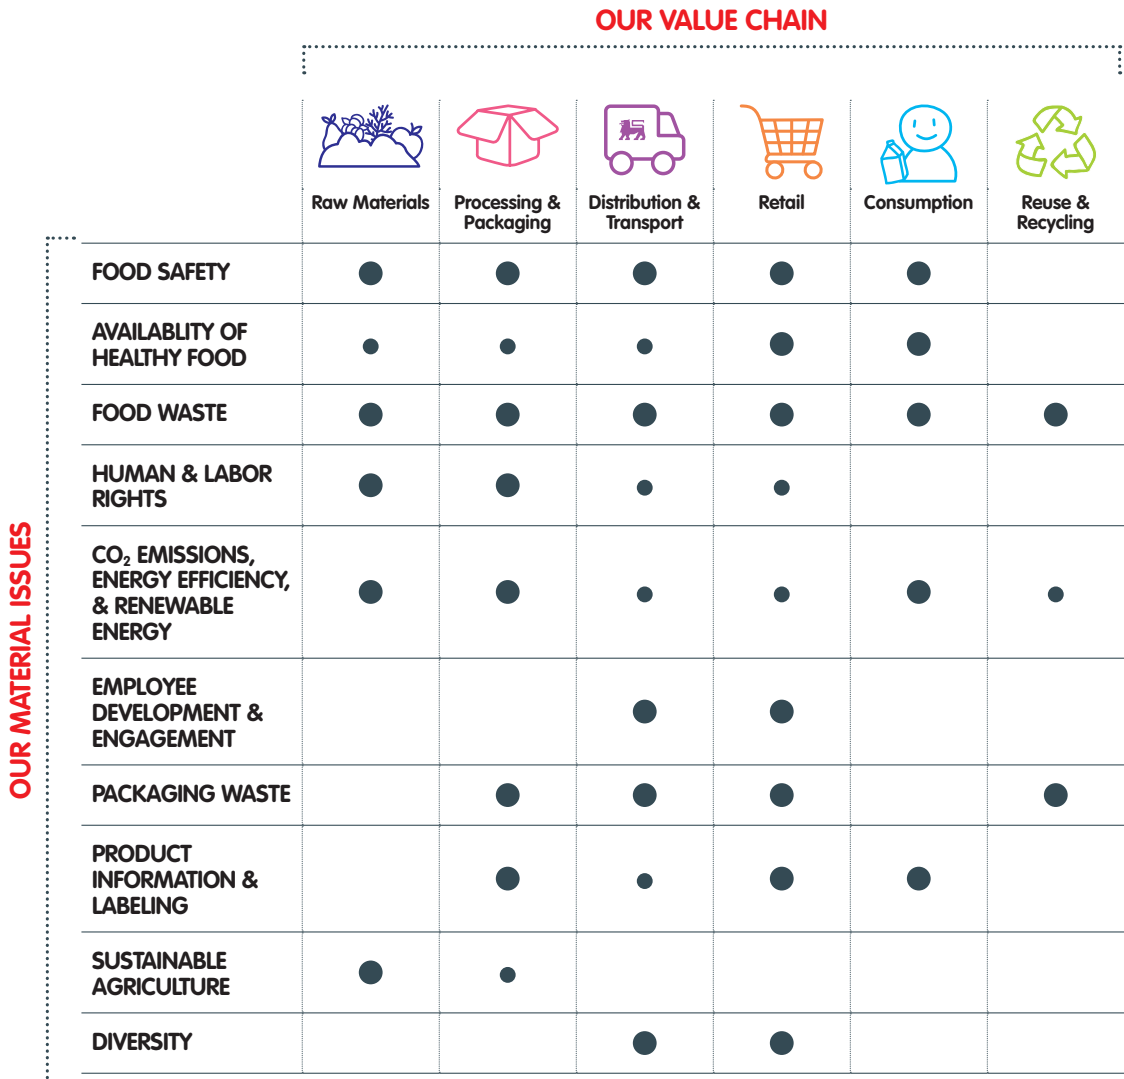 OUR VALUE CHAIN
Raw Materials
Processing &
Packaging
Distribution &
Transport
Retail
Consumption
Reuse &
Recycling
OUR MATERIAL ISSUES
FOOD SAFETY
AVAILABLITY OF
HEALTHY FOOD
FOOD WASTE
HUMAN & LABOR
RIGHTS
CO₂ EMISSIONS,
ENERGY EFFICIENCY,
& RENEWABLE
ENERGY
EMPLOYEE
DEVELOPMENT &
ENGAGEMENT
PACKAGING WASTE
PRODUCT
INFORMATION &
LABELING
SUSTAINABLE
AGRICULTURE
DIVERSITY